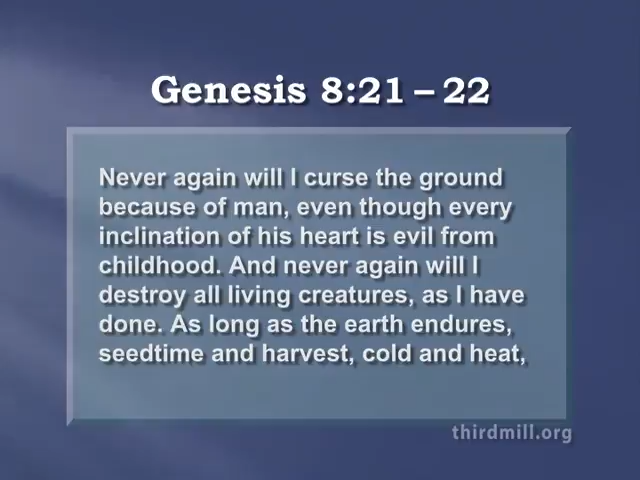 Genesis 8:21 – 22
Never again will I curse the ground
because of man, even though every
inclination of his heart is evil from
childhood. And never again will I
destroy all living creatures, as I have
done. As long as the earth endures,
seedtime and harvest, cold and heat,
thirdmill.org